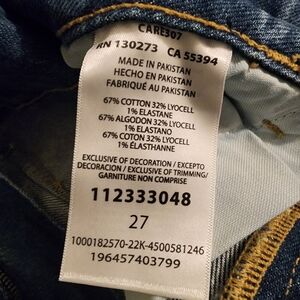 CARE307
RN 130273 CA 55394
MADE IN PAKISTAN
HECHO EN PAKISTAN
FABRIQUÉ AU PAKISTAN
67% COTTON 32% LYOCELL
1% ELASTANE
67% ALGODON 32% LYOCELL
1% ELASTANO
67% COTON 32% LYOCELL
1% ÉLASTHANNE
EXCLUSIVE OF DECORATION / EXCEPTO
DECORACION / EXCLUSIVE OF TRIMMING/
GARNITURE NON COMPRISE
112333048
27
1000182570-22K-4500581246
196457403799